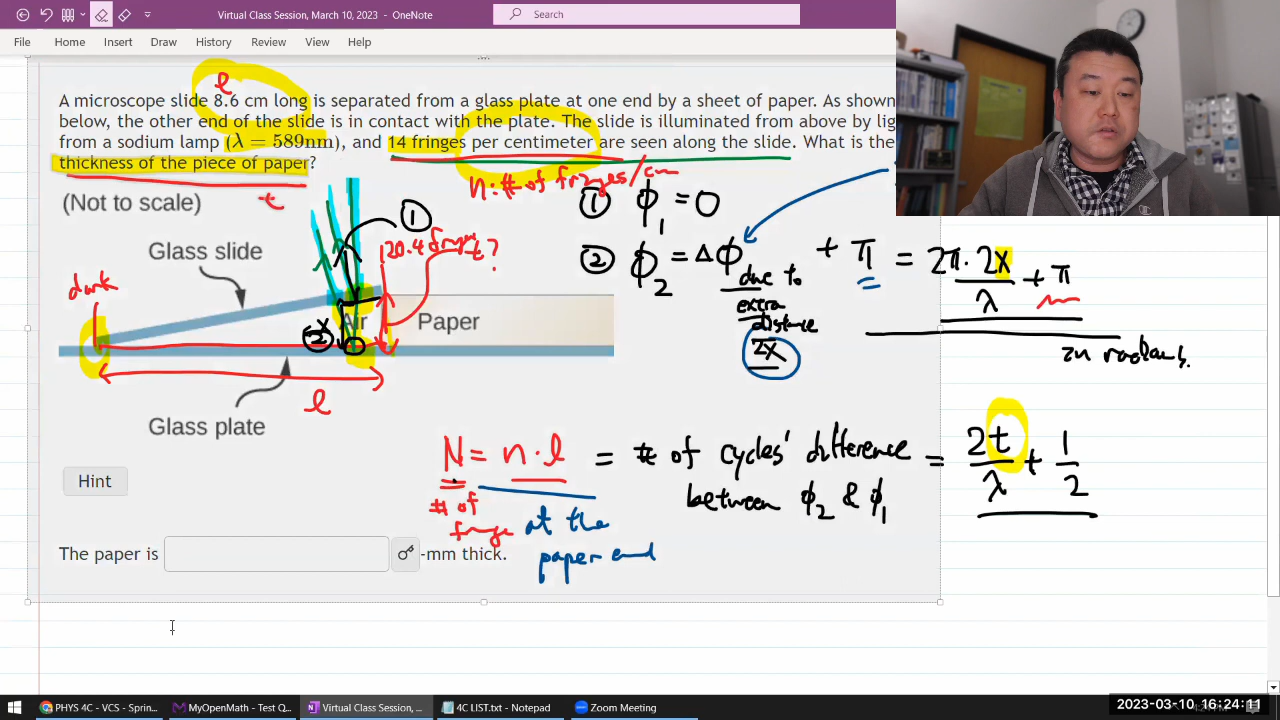 Virtual Class Session, March 10, 2023 - OneNote
Search
File Home Insert Draw History Review View Help
l
A microscope slide 8.6 cm long is separated from a glass plate at one end by a sheet of paper. As shown
below, the other end of the slide is in contact with the plate. The slide is illuminated from above by lig
from a sodium lamp (λ = 589nm), and 14 fringes per centimeter are seen along the slide. What is the
thickness of the piece of paper?
t
n: # of fringes/cm
(Not to scale)
Glass slide
dark
①
② x
Air
Paper
l
Glass plate
① ϕ₁ = 0
② ϕ₂ = Δϕ due to extra distance 2x + π = 2π·2x/λ + π
in radians.
N = n·l = # of cycles' difference between ϕ₂ & ϕ₁ = 2t/λ + 1/2
# of fringe
at the
paper end
Hint
The paper is -mm thick.
PHYS 4C - VCS - Sprin...
MyOpenMath - Test Q...
Virtual Class Session,...
4C LIST.txt - Notepad
Zoom Meeting
2023-03-10 16:24:11